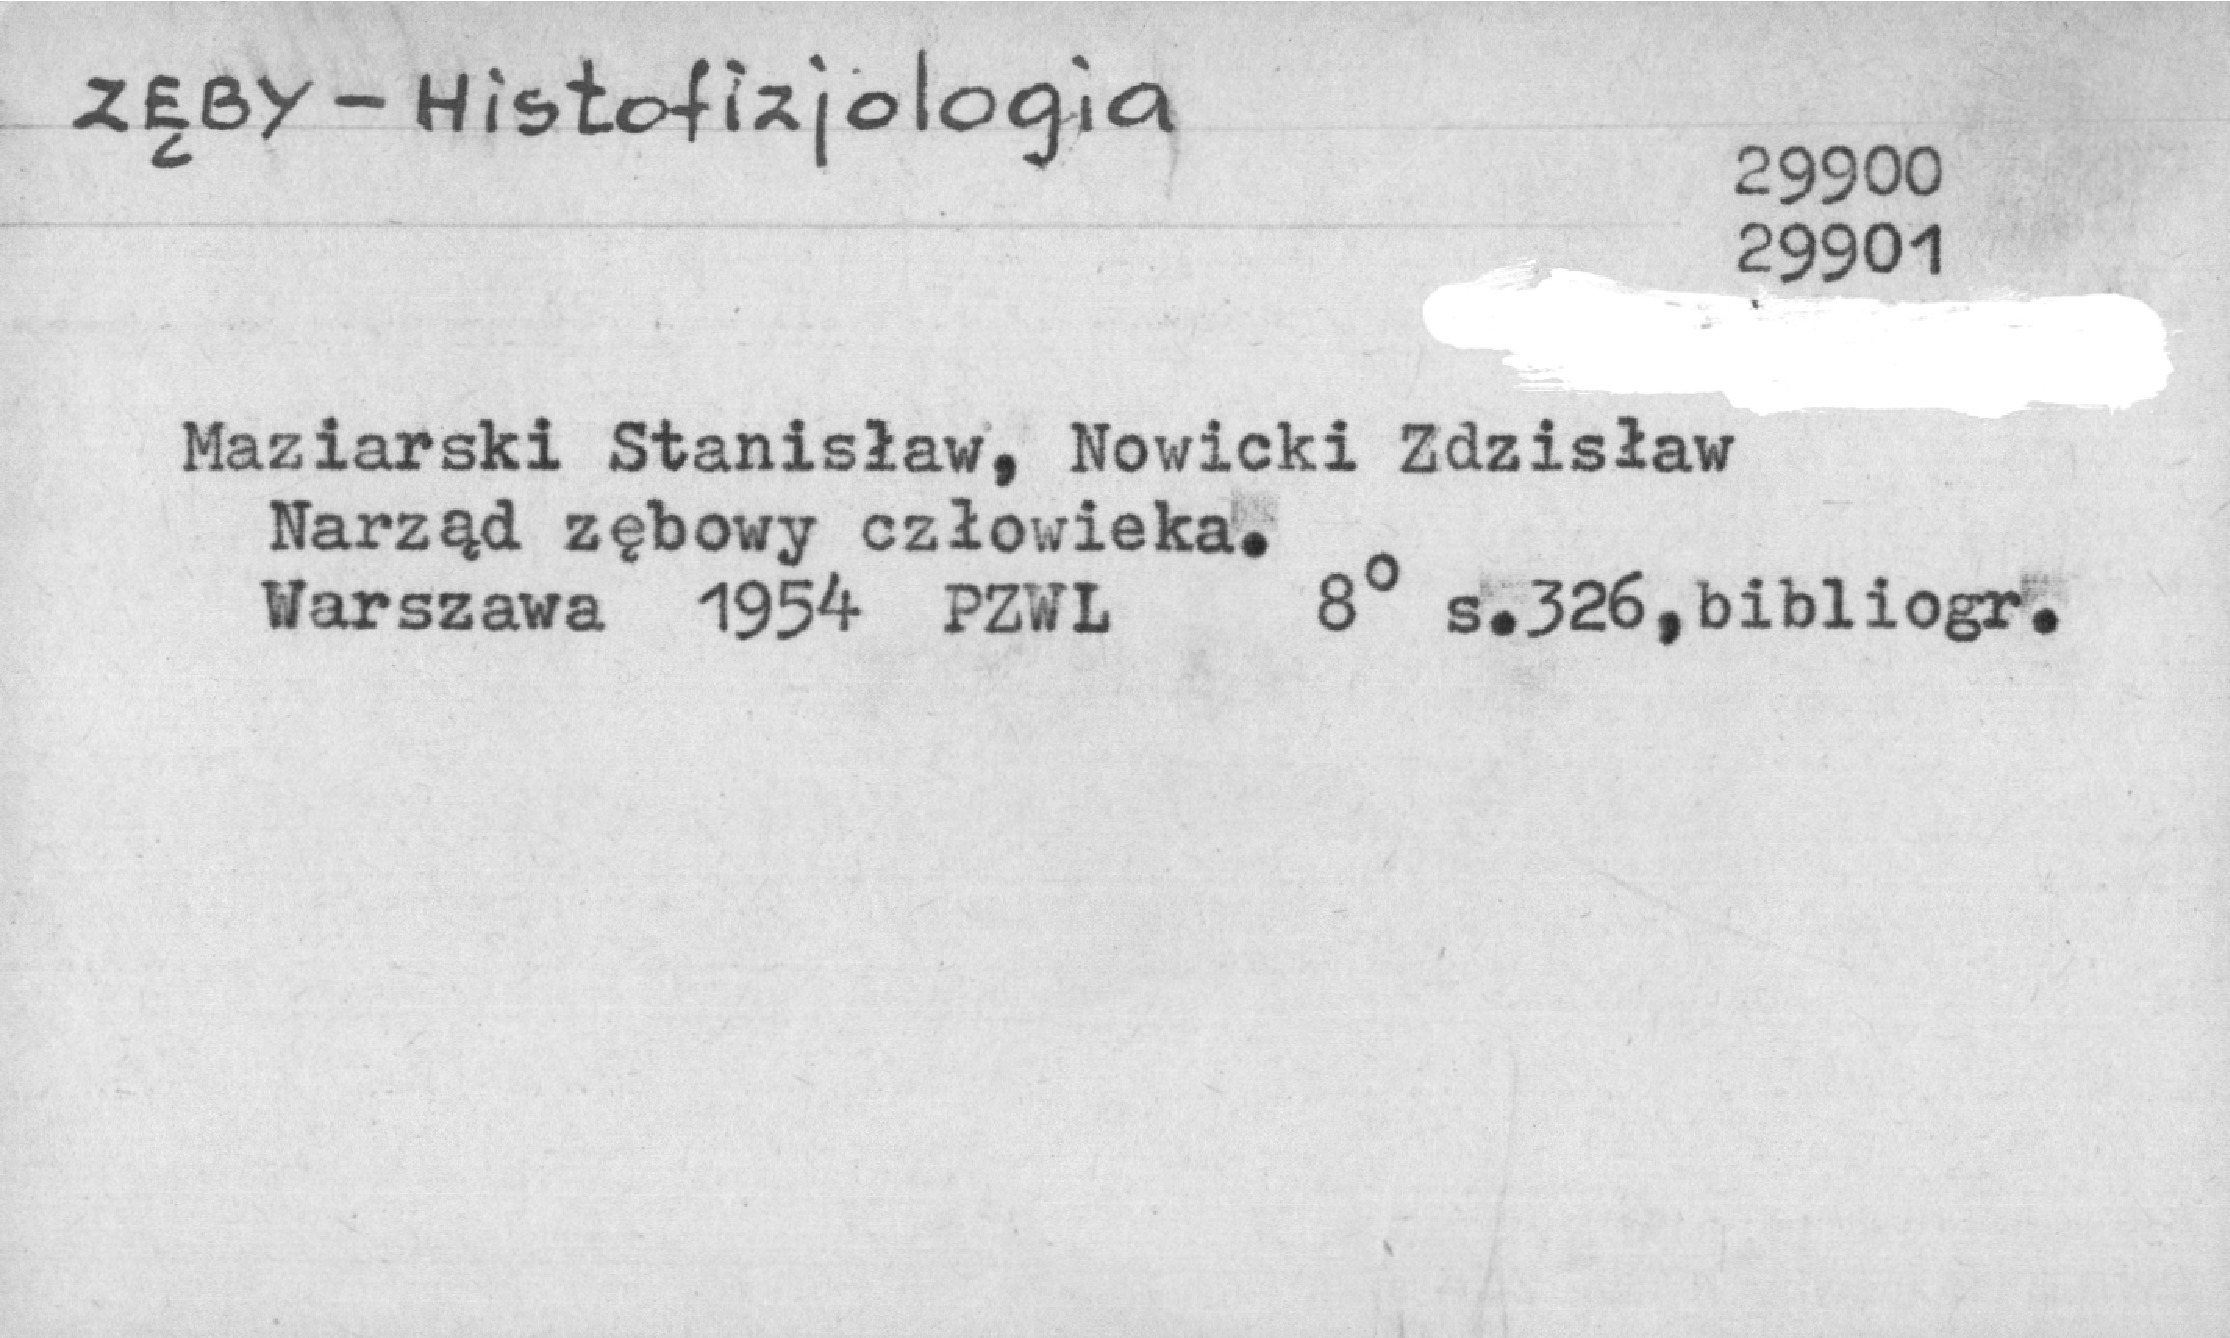 ZĘBY - Histofizjologia
29900
29901
Maziarski Stanisław, Nowicki Zdzisław
Narząd zębowy człowieka.
Warszawa 1954 PZWL 8° s.326,bibliogr.